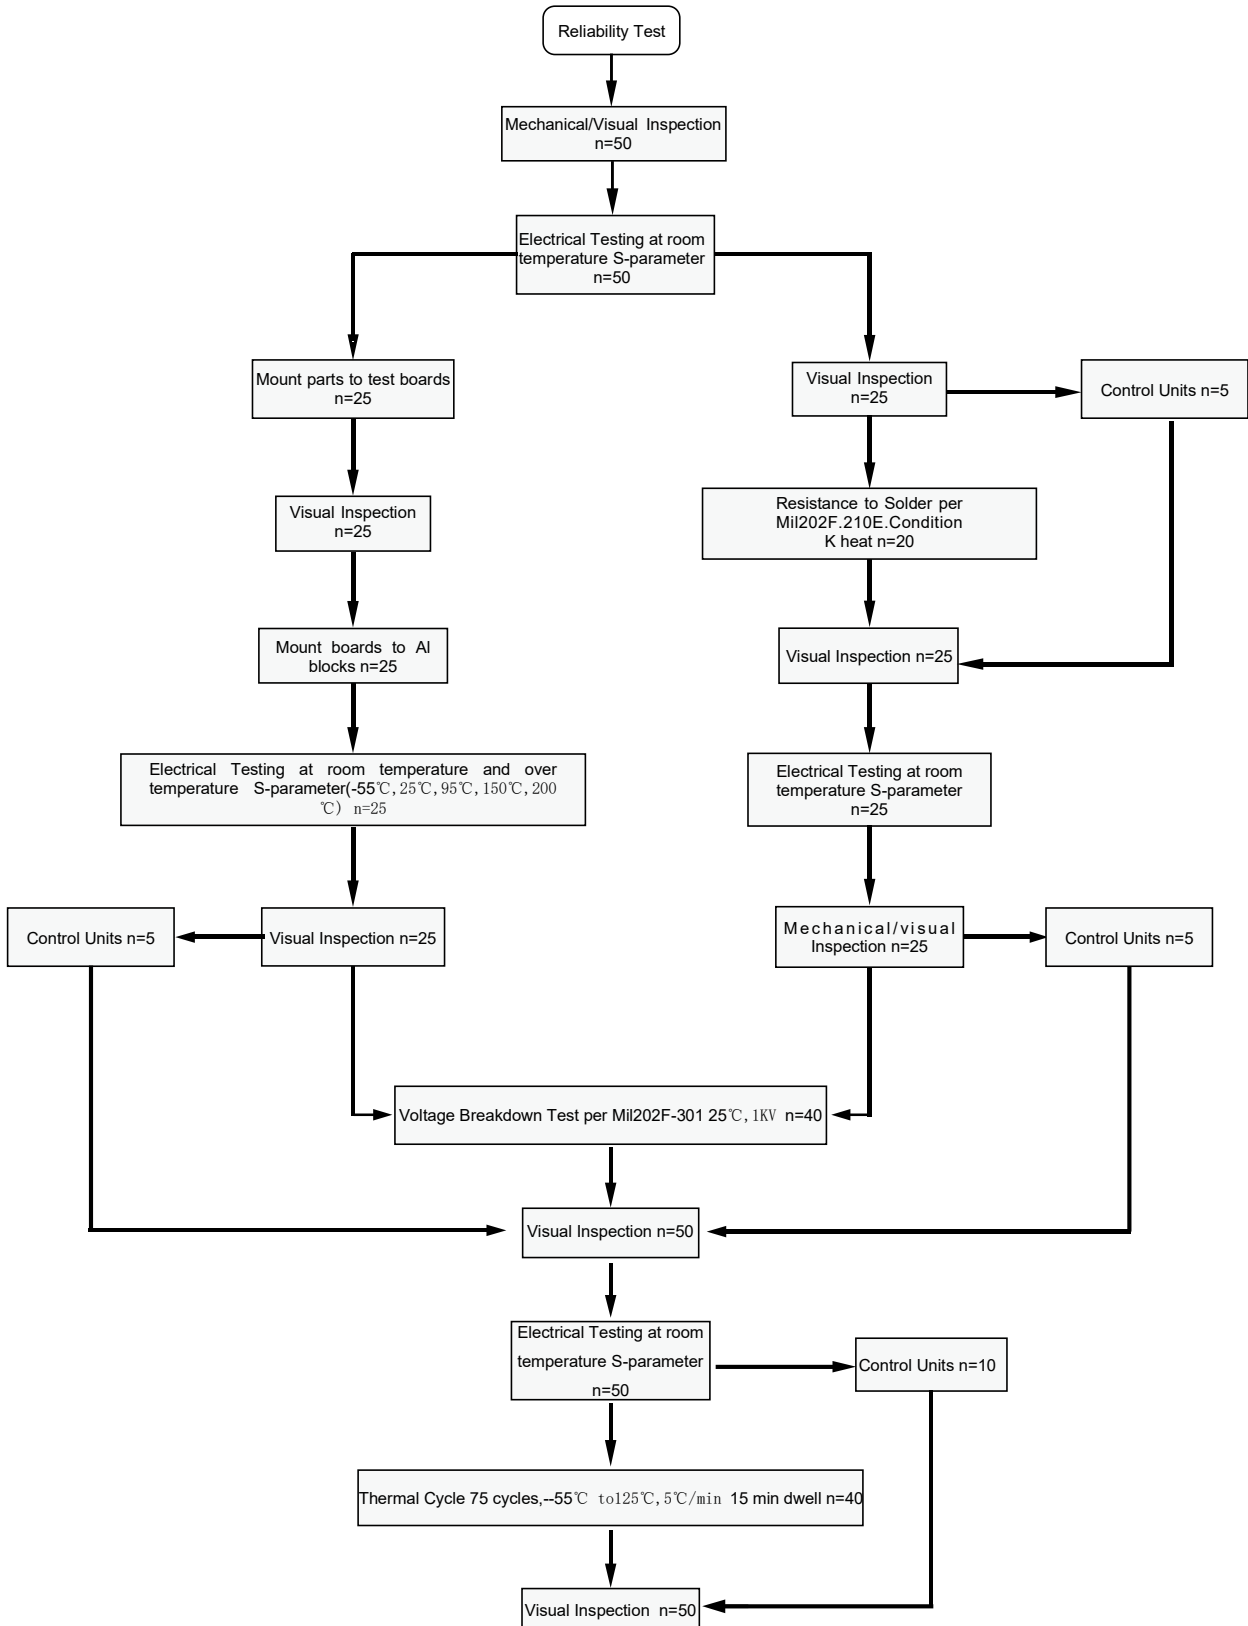 Reliability Test
Mechanical/Visual Inspection
n=50
Electrical Testing at room
temperature S-parameter
n=50
Mount parts to test boards
n=25
Visual Inspection
n=25
Control Units n=5
Visual Inspection
n=25
Resistance to Solder per
Mil202F.210E.Condition
K heat n=20
Mount boards to Al
blocks n=25
Visual Inspection n=25
Electrical Testing at room temperature and over
temperature S-parameter(-55℃,25℃,95℃,150℃,200
℃) n=25
Electrical Testing at room
temperature S-parameter
n=25
Control Units n=5
Visual Inspection n=25
Mechanical/visual
Inspection n=25
Control Units n=5
Voltage Breakdown Test per Mil202F-301 25℃,1KV n=40
Visual Inspection n=50
Electrical Testing at room
temperature S-parameter
n=50
Control Units n=10
Thermal Cycle 75 cycles,--55℃ to125℃,5℃/min 15 min dwell n=40
Visual Inspection n=50